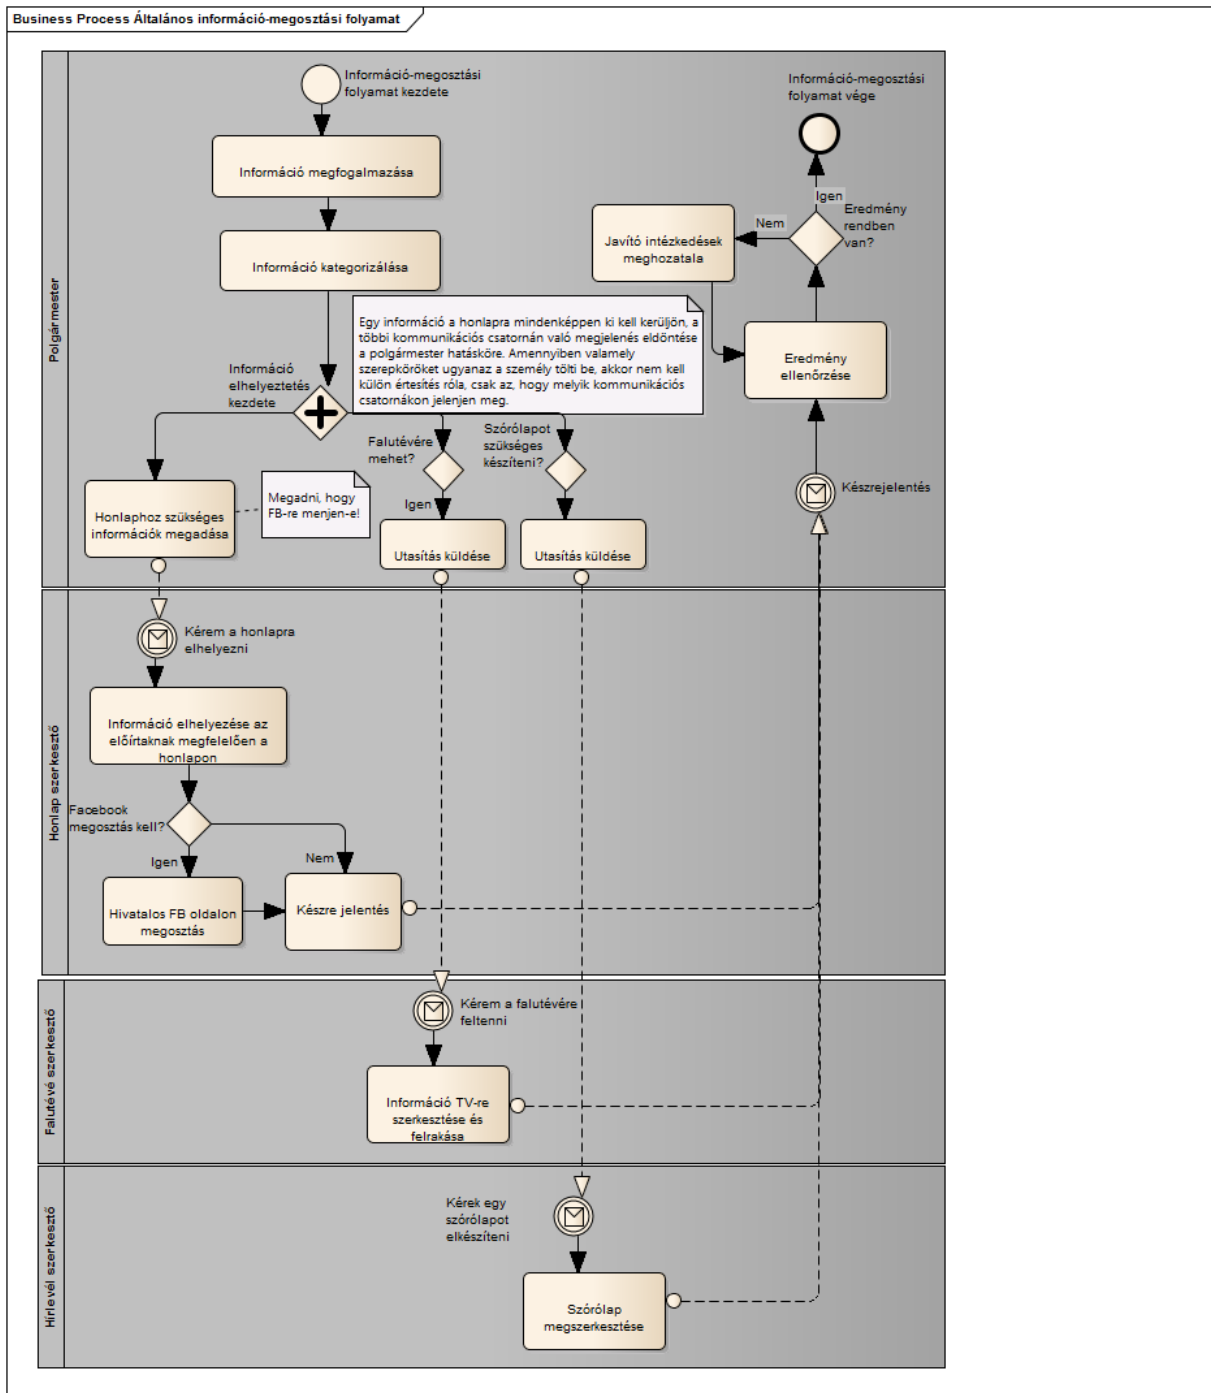 Business Process Általános információ-megosztási folyamat
Polgármester
Információ-megosztási
folyamat kezdete
Információ-megosztási
folyamat vége
Információ megfogalmazása
Igen
Eredmény
rendben
van?
Nem
Javító intézkedések
meghozatala
Információ kategorizálása
Egy információ a honlapra mindenképpen ki kell kerüljön, a
többi kommunikációs csatornán való megjelenés eldöntése
a polgármester hatásköre. Amennyiben valamely
szerepköröket ugyanaz a személy tölti be, akkor nem kell
külön értesítés róla, csak az, hogy melyik kommunikációs
csatornákon jelenjen meg.
Eredmény
ellenőrzése
Információ
elhelyeztetés
kezdete
Falutévére
mehet?
Szórólapot
szükséges
készíteni?
Igen
Készrejelentés
Honlaphoz szükséges
információk megadása
Megadni, hogy
FB-re menjen-e!
Utasítás küldése
Utasítás küldése
Honlap szerkesztő
Kérem a honlapra
elhelyezni
Információ elhelyezése az
előírtaknak megfelelően a
honlapon
Facebook
megosztás kell?
Igen
Nem
Hivatalos FB oldalon
megosztás
Készre jelentés
Falutévé szerkesztő
Kérem a falutévére
feltenni
Információ TV-re
szerkesztése és
felrakása
Hírlevél szerkesztő
Kérek egy
szórólapot
elkészíteni
Szórólap
megszerkesztése